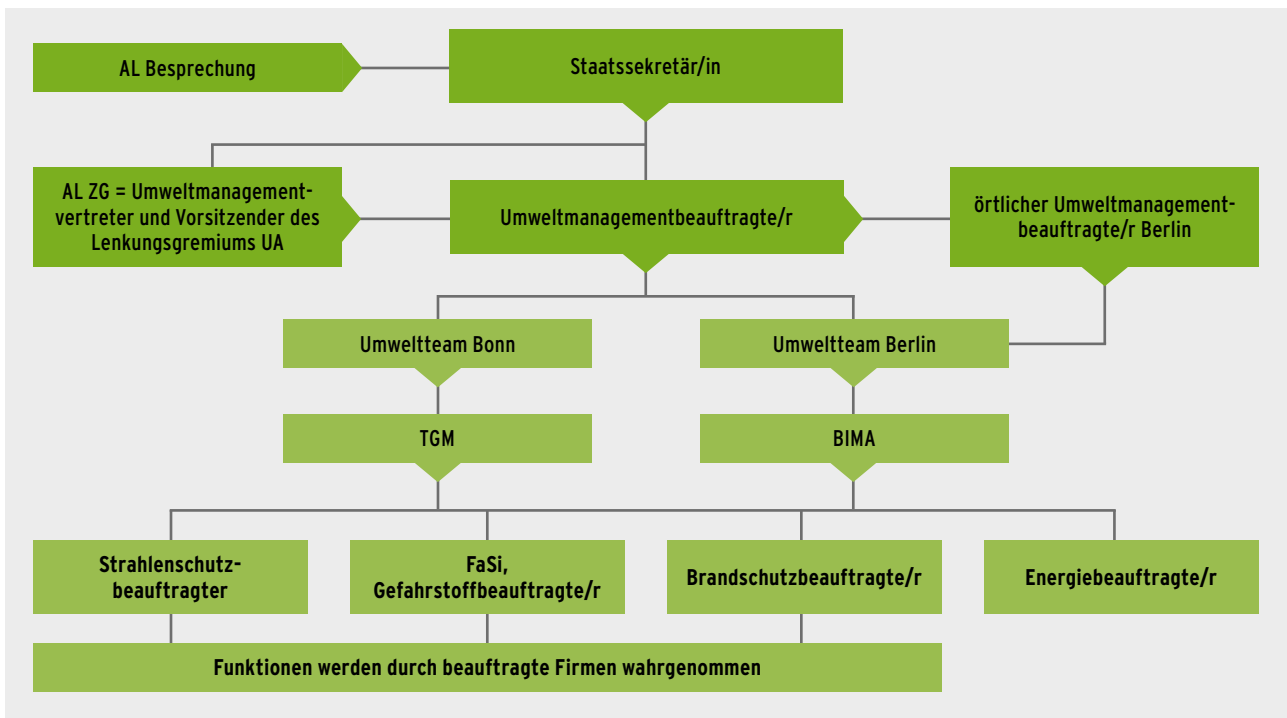 AL Besprechung
Staatssekretär/in
AL ZG = Umweltmanagement-
vertreter und Vorsitzender des
Lenkungsgremiums UA
Umweltmanagementbeauftragte/r
örtlicher Umweltmanagement-
beauftragte/r Berlin
Umweltteam Bonn
Umweltteam Berlin
TGM
BIMA
Strahlenschutz-
beauftragter
FaSi,
Gefahrstoffbeauftragte/r
Brandschutzbeauftragte/r
Energiebeauftragte/r
Funktionen werden durch beauftragte Firmen wahrgenommen